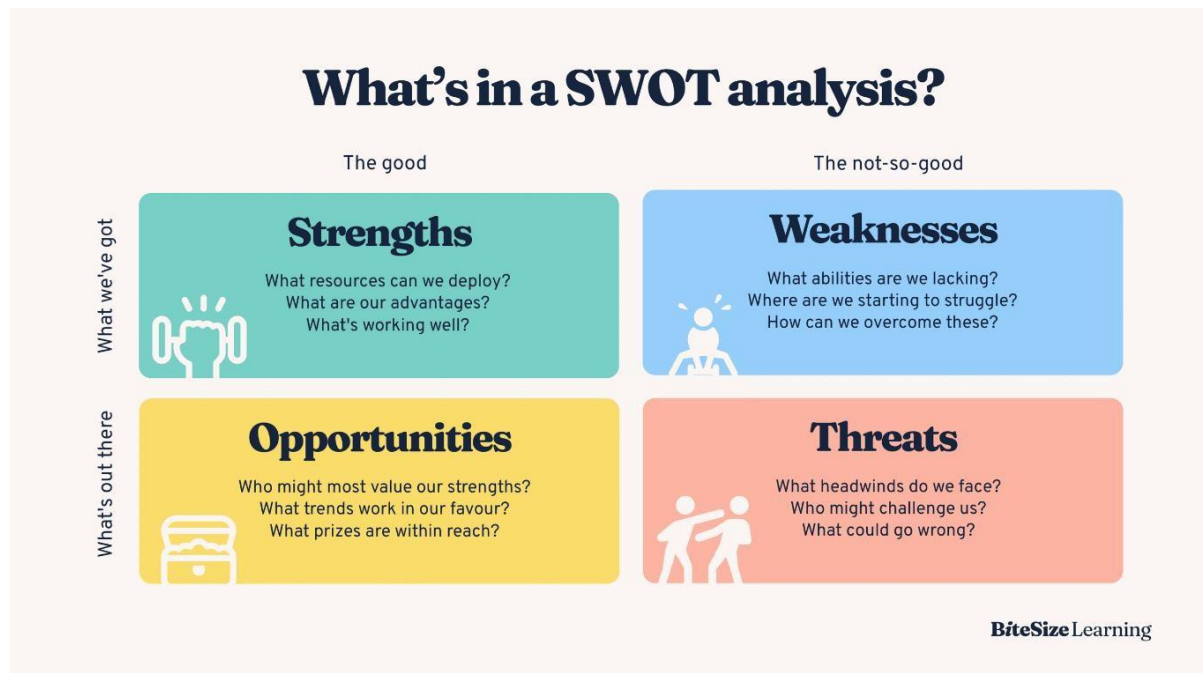 What's in a SWOT analysis?
The good
The not-so-good
What we've got
Strengths
What resources can we deploy?
What are our advantages?
What's working well?
Weaknesses
What abilities are we lacking?
Where are we starting to struggle?
How can we overcome these?
What's out there
Opportunities
Who might most value our strengths?
What trends work in our favour?
What prizes are within reach?
Threats
What headwinds do we face?
Who might challenge us?
What could go wrong?
BiteSize Learning